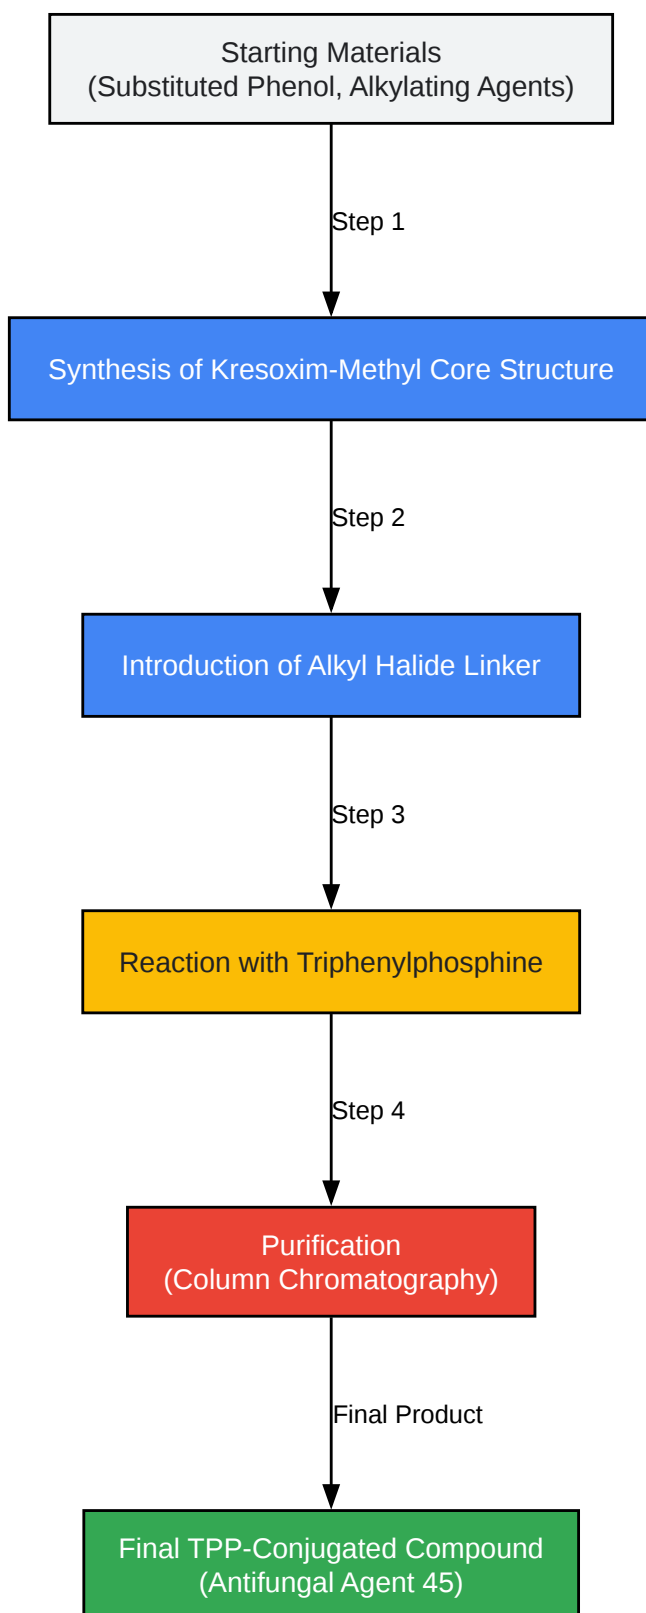 Starting Materials
(Substituted Phenol, Alkylating Agents)
Step 1
Synthesis of Kresoxim-Methyl Core Structure
Step 2
Introduction of Alkyl Halide Linker
Step 3
Reaction with Triphenylphosphine
Step 4
Purification
(Column Chromatography)
Final Product
Final TPP-Conjugated Compound
(Antifungal Agent 45)